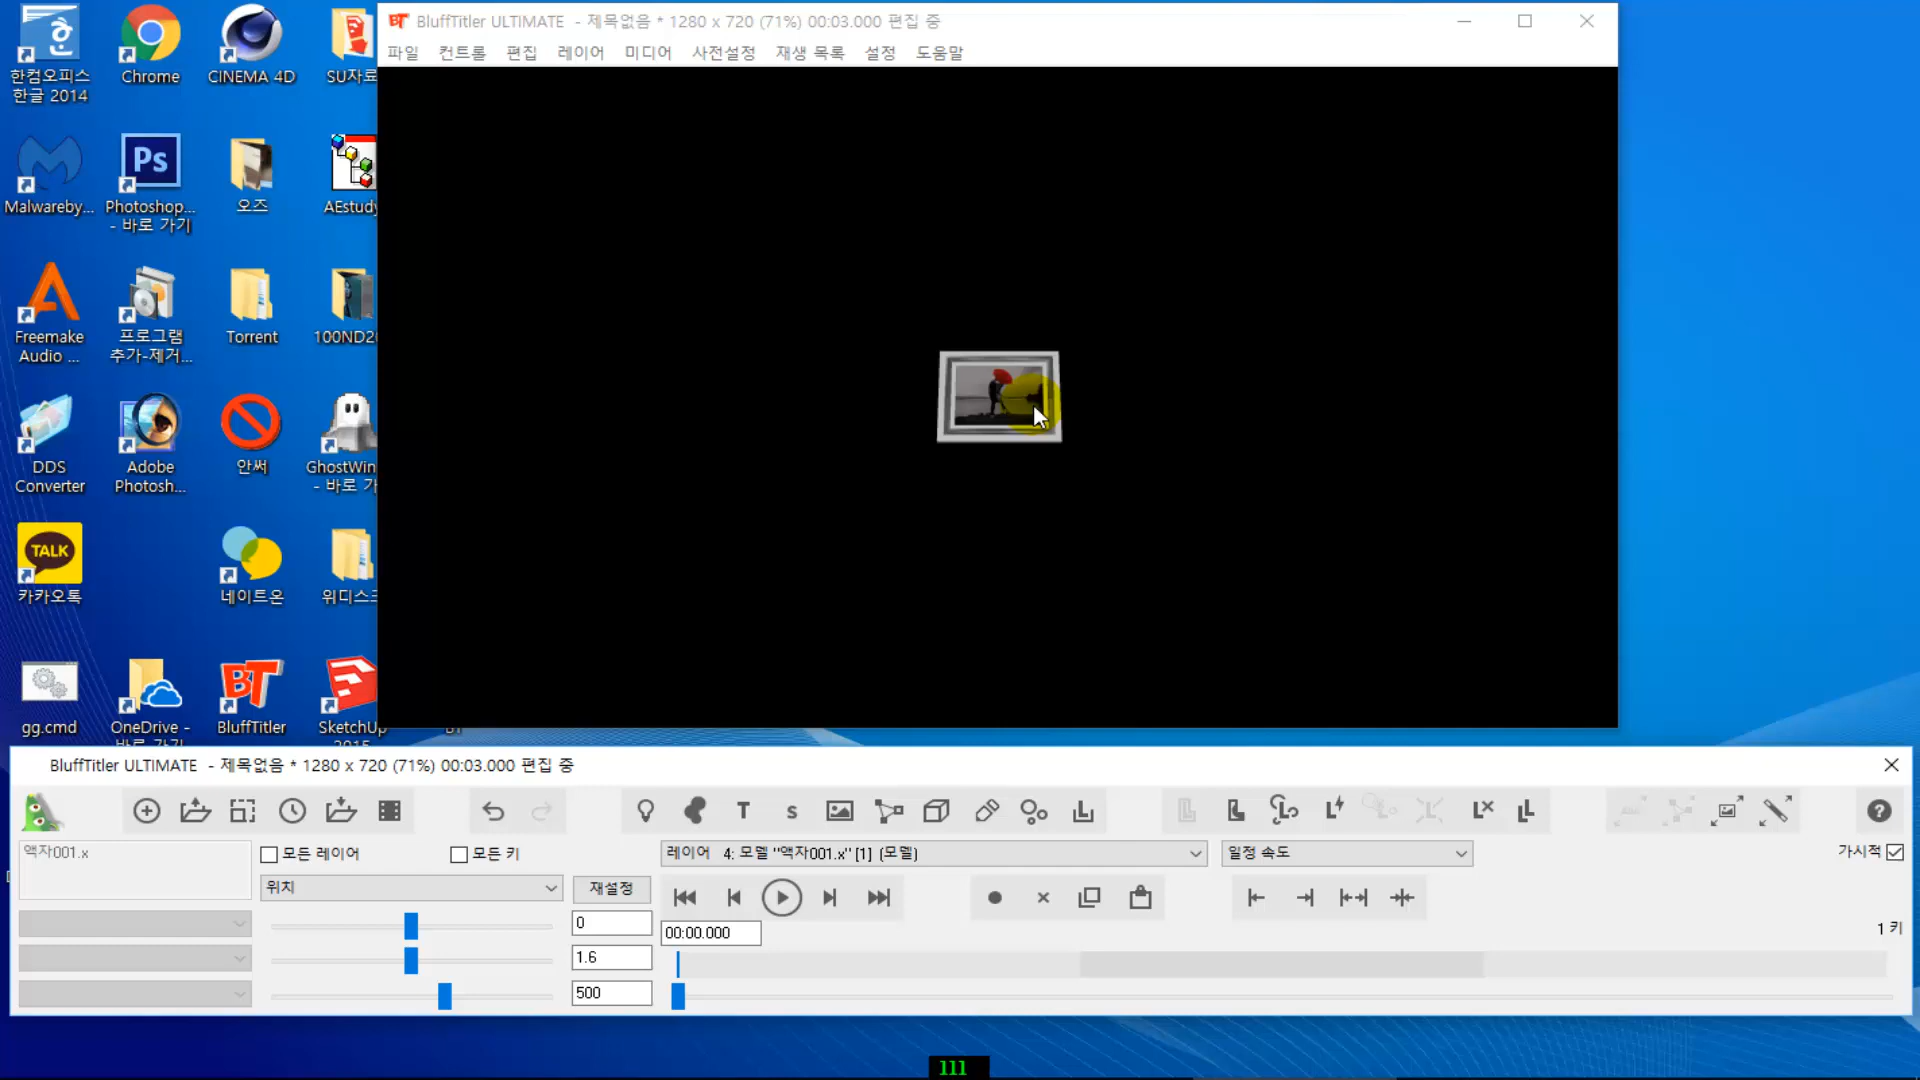 한컴오피스
한글 2014
Chrome
CINEMA 4D
SU자료
Malwareby...
Photoshop...
- 바로 가기
오즈
AEstudy
Freemake
Audio ...
프로그램
추가-제거...
Torrent
DDS
Converter
Adobe
Photosh...
안써
GhostWin
- 바로 가
TALK
카카오톡
네이트온
gg.cmd
OneDrive -
BluffTitler
BluffTitler ULTIMATE - 제목없음 * 1280 x 720 (71%) 00:03.000 편집 중
파일 컨트롤 편집 레이어 미디어 사전설정 재생 목록 설정 도움말
BluffTitler ULTIMATE - 제목없음 * 1280 x 720 (71%) 00:03.000 편집 중
액자001.x
모든 레이어
모든 키
레이어 4: 모델 "액자001.x" [1] (모델)
일정 속도
가시적
위치
재설정
0
00:00.000
1 키
1.6
500
111